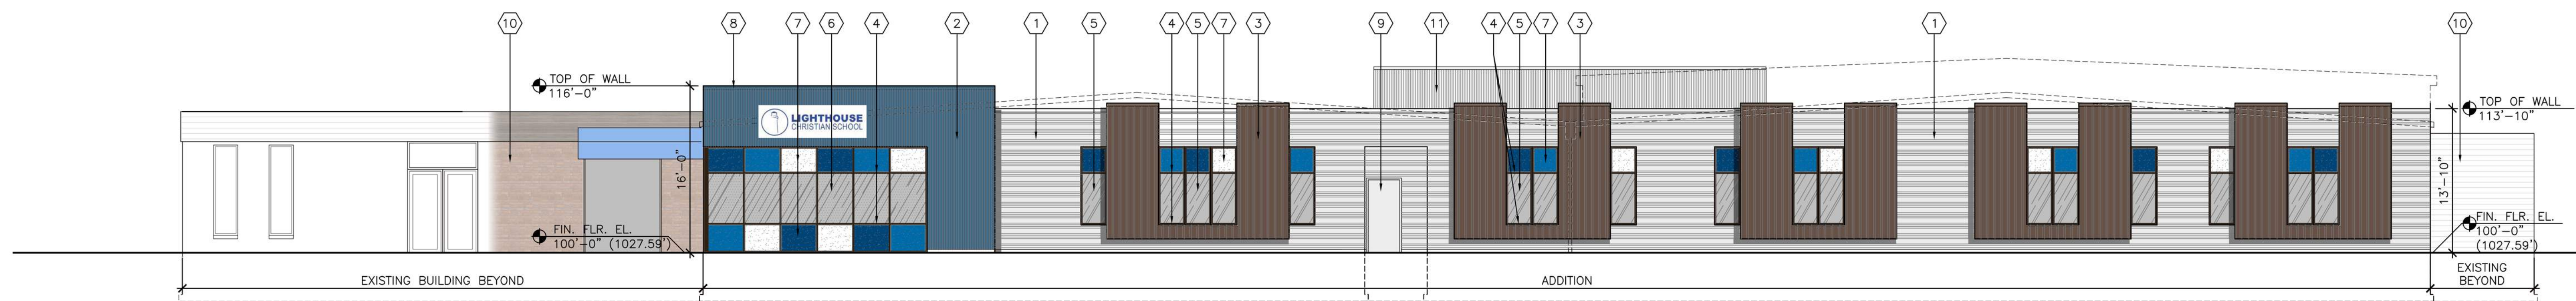 10
8
7
6
4
2
1
5
4
5
7
3
9
11
4
5
7
3
1
10
TOP OF WALL
116'-0"
LIGHTHOUSE
CHRISTIAN SCHOOL
TOP OF WALL
113'-10"
16'-0"
13'-10"
FIN. FLR. EL.
100'-0" (1027.59')
FIN. FLR. EL.
100'-0"
(1027.59')
EXISTING BUILDING BEYOND
ADDITION
EXISTING
BEYOND